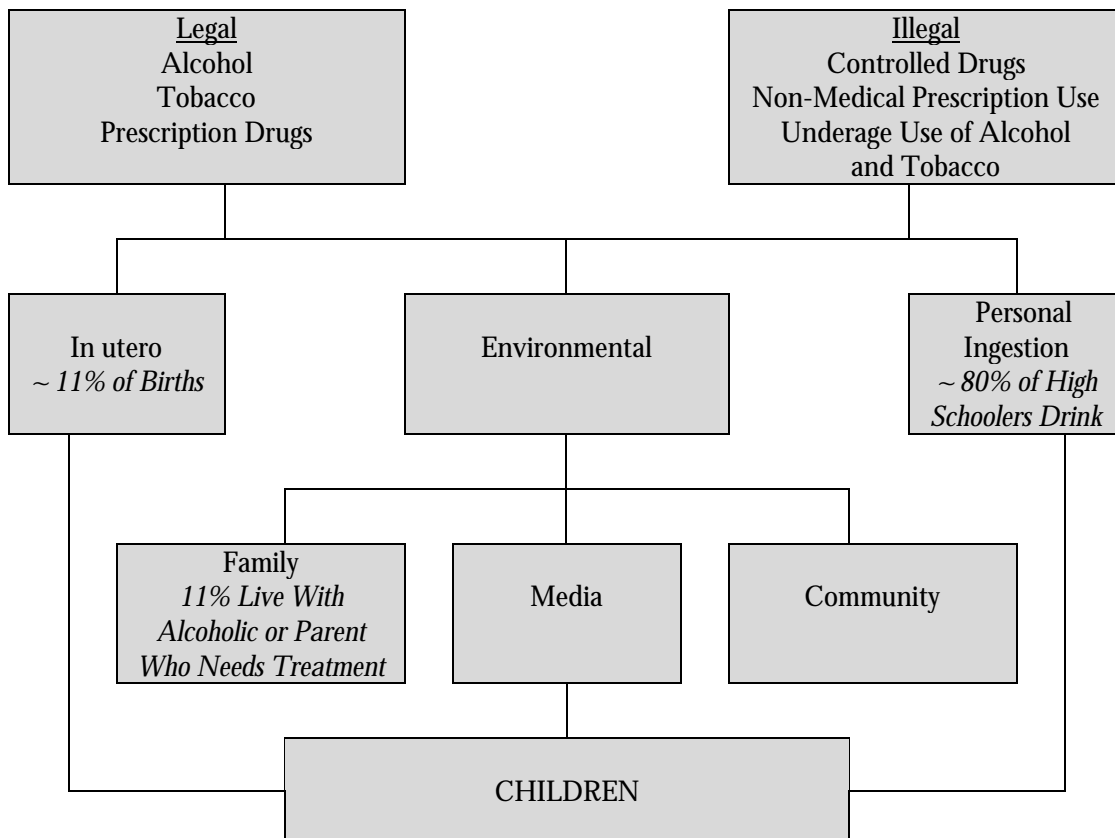 Legal
Alcohol
Tobacco
Prescription Drugs
Illegal
Controlled Drugs
Non-Medical Prescription Use
Underage Use of Alcohol
and Tobacco
In utero
~ 11% of Births
Environmental
Personal
Ingestion
~ 80% of High
Schoolers Drink
Family
11% Live With
Alcoholic or Parent
Who Needs Treatment
Media
Community
CHILDREN